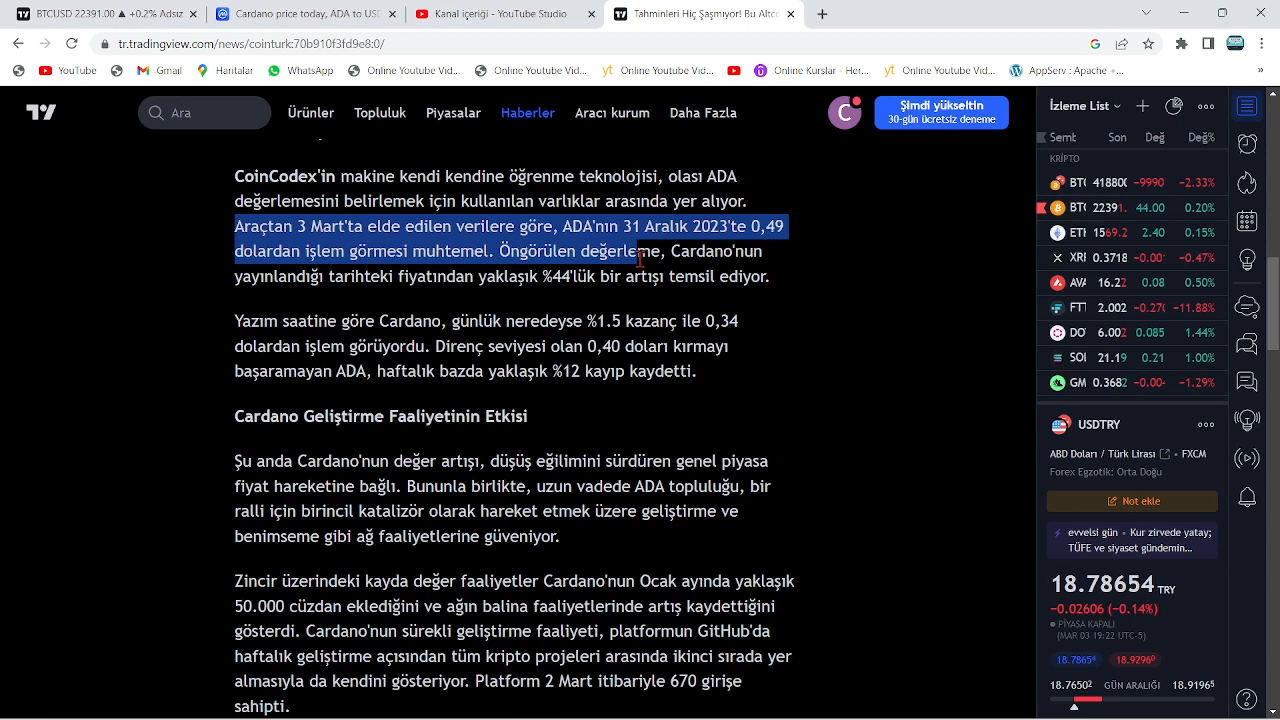 BTCUSD 22391.00 ▲ +0.2% Adsız
Cardano price today, ADA to USD
Kanal içeriği - YouTube Studio
Tahminleri Hiç Şaşmıyor! Bu Altco
tr.tradingview.com/news/cointurk:70b910f3fd9e8:0/
YouTube
Gmail
Haritalar
WhatsApp
Online Youtube Vid...
Online Youtube Vid...
Online Youtube Vid...
Online Kurslar - Her...
Online Youtube Vid...
AppServ : Apache +...
»
Ara
Ürünler
Topluluk
Piyasalar
Haberler
Aracı kurum
Daha Fazla
C
Şimdi yükseltin
30-gün ücretsiz deneme
CoinCodex'in makine kendi kendine öğrenme teknolojisi, olası ADA
değerlemesini belirlemek için kullanılan varlıklar arasında yer alıyor.
Araçtan 3 Mart'ta elde edilen verilere göre, ADA'nın 31 Aralık 2023'te 0,49
dolardan işlem görmesi muhtemel. Öngörülen değerleme, Cardano'nun
yayınlandığı tarihteki fiyatından yaklaşık %44'lük bir artışı temsil ediyor.
Yazım saatine göre Cardano, günlük neredeyse %1.5 kazanç ile 0,34
dolardan işlem görüyordu. Direnç seviyesi olan 0,40 doları kırmayı
başaramayan ADA, haftalık bazda yaklaşık %12 kayıp kaydetti.
Cardano Geliştirme Faaliyetinin Etkisi
Şu anda Cardano'nun değer artışı, düşüş eğilimini sürdüren genel piyasa
fiyat hareketine bağlı. Bununla birlikte, uzun vadede ADA topluluğu, bir
ralli için birincil katalizör olarak hareket etmek üzere geliştirme ve
benimseme gibi ağ faaliyetlerine güveniyor.
Zincir üzerindeki kayda değer faaliyetler Cardano'nun Ocak ayında yaklaşık
50.000 cüzdan eklediğini ve ağın balina faaliyetlerinde artış kaydettiğini
gösterdi. Cardano'nun sürekli geliştirme faaliyeti, platformun GitHub'da
haftalık geliştirme açısından tüm kripto projeleri arasında ikinci sırada yer
almasıyla da kendini gösteriyor. Platform 2 Mart itibariyle 670 girişe
sahipti.
İzleme List
Semb Son Değ Değ%
KRİPTO
BT 41880 -9990 -2.33%
BT 22391. 44.00 0.20%
ET 1569.2 2.40 0.15%
XR 0.3718 -0.00 -0.47%
AVA 16.22 0.08 0.50%
FT 2.002 -0.27 -11.88%
DO 6.002 0.085 1.44%
SO 21.19 0.21 1.00%
GM 0.3682 -0.00 -1.29%
USDTRY
ABD Doları / Türk Lirası • FXCM
Forex Egzotik: Orta Doğu
Not ekle
evvelsi gün • Kur zirvede yatay;
TÜFE ve siyaset gündemin...
18.78654 TRY
−0.02606 (−0.14%)
PİYASA KAPALI
(MAR 03 19:22 UTC-5)
18.7865⁴ 18.9296⁰
18.7650² GÜN ARALIĞI 18.9196⁵